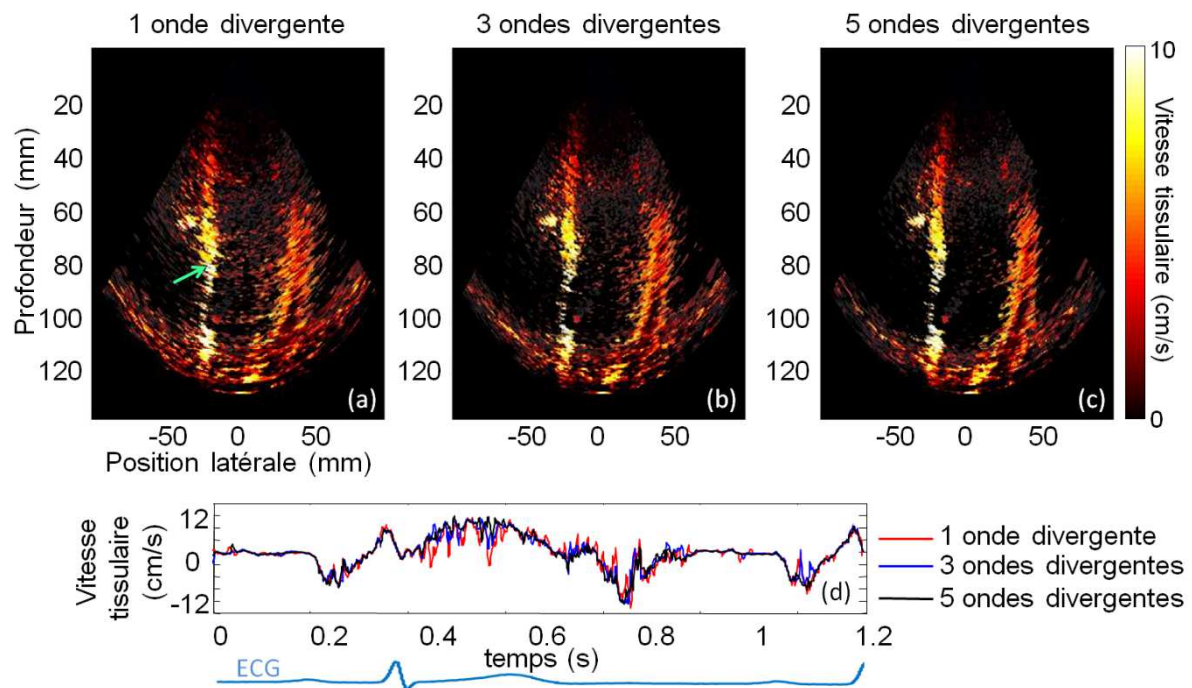 1 onde divergente
3 ondes divergentes
5 ondes divergentes
Profondeur (mm)
20
40
60
80
100
120
(a)
-50 0 50
Position latérale (mm)
20
40
60
80
100
120
(b)
-50 0 50
20
40
60
80
100
120
(c)
-50 0 50
10
0
Vitesse tissulaire (cm/s)
Vitesse
tissulaire
(cm/s)
12
0
-12
(d)
0 0.2 0.4 0.6 0.8 1 1.2
temps (s)
ECG
1 onde divergente
3 ondes divergentes
5 ondes divergentes